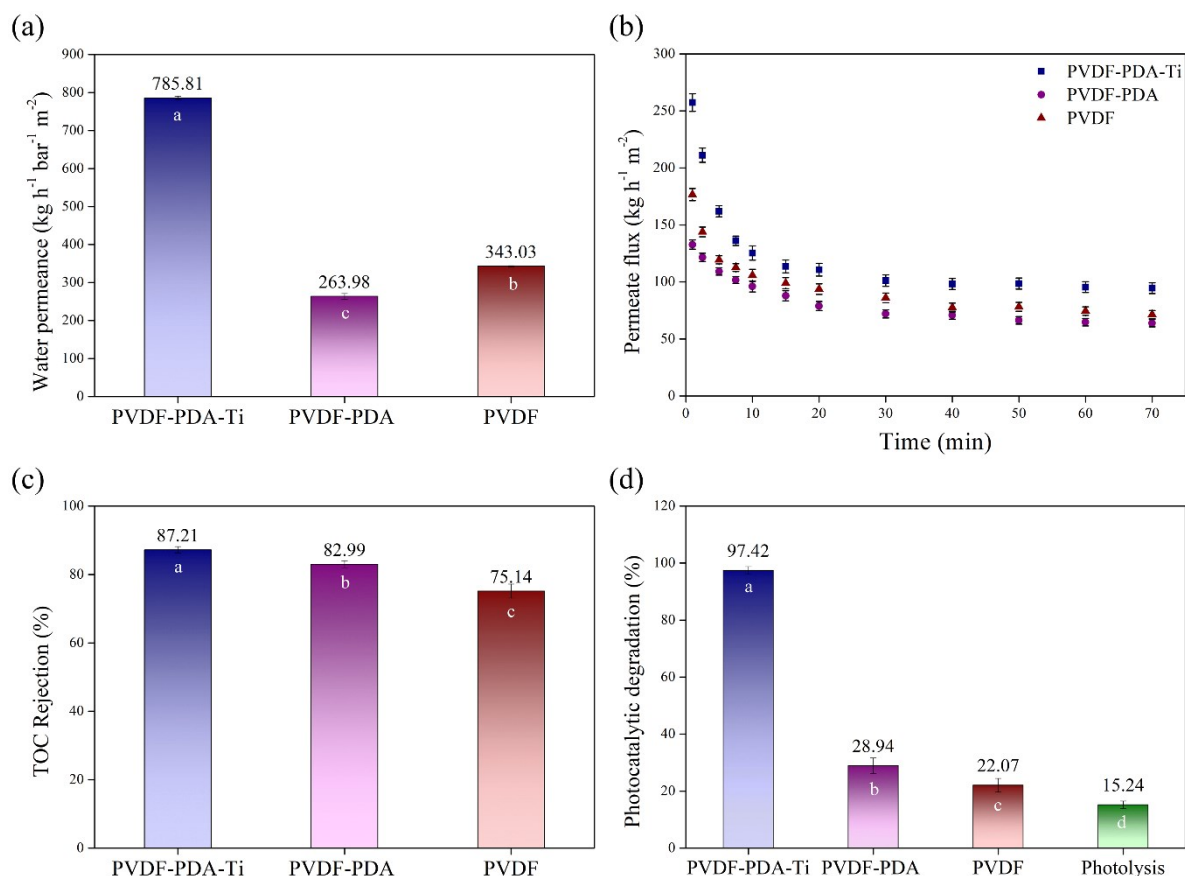 (a)
Water permeance (kg h⁻¹ bar⁻¹ m⁻²)
900
800
700
600
500
400
300
200
100
0
785.81
a
263.98
c
343.03
b
PVDF-PDA-Ti PVDF-PDA PVDF
(b)
Permeate flux (kg h⁻¹ m⁻²)
300
250
200
150
100
50
0
PVDF-PDA-Ti
PVDF-PDA
PVDF
0 10 20 30 40 50 60 70
Time (min)
(c)
TOC Rejection (%)
100
80
60
40
20
0
87.21
a
82.99
b
75.14
c
PVDF-PDA-Ti PVDF-PDA PVDF
(d)
Photocatalytic degradation (%)
120
100
80
60
40
20
0
97.42
a
28.94
b
22.07
c
15.24
d
PVDF-PDA-Ti PVDF-PDA PVDF Photolysis